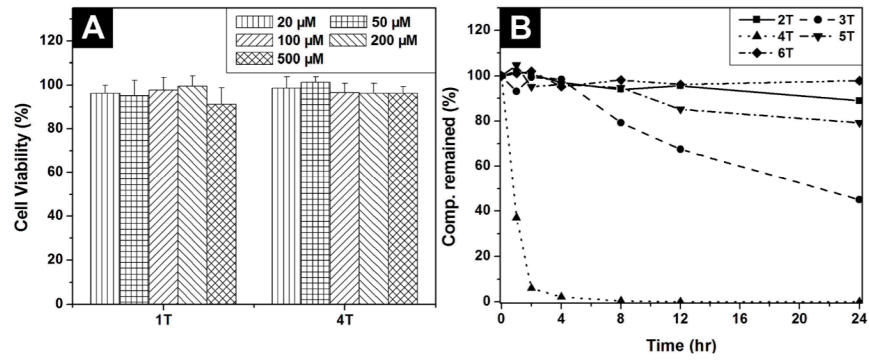 A
20 µM 50 µM
100 µM 200 µM
500 µM
Cell Viability (%)
120
100
80
60
40
20
0
1T 4T
B
2T 3T
4T 5T
6T
Comp. remained (%)
120
100
80
60
40
20
0
0 4 8 12 16 20 24
Time (hr)